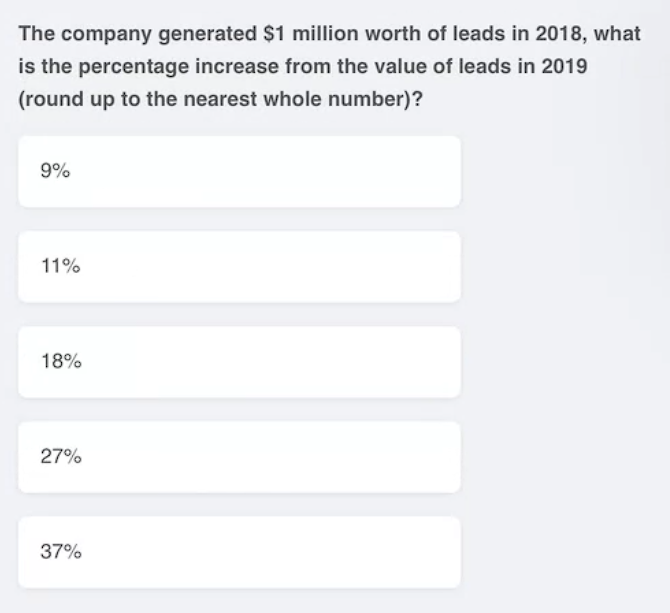 The company generated $1 million worth of leads in 2018, what
is the percentage increase from the value of leads in 2019
(round up to the nearest whole number)?
9%
11%
18%
27%
37%